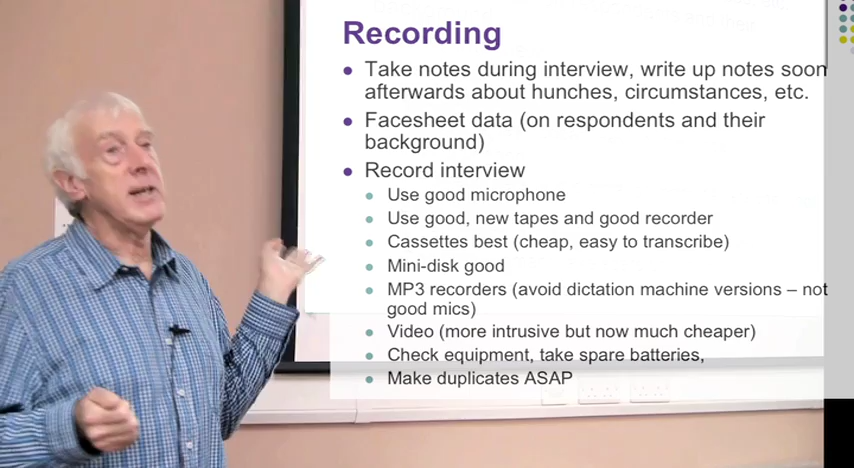 Recording
Take notes during interview, write up notes soon
afterwards about hunches, circumstances, etc.
Facesheet data (on respondents and their
background)
Record interview
Use good microphone
Use good, new tapes and good recorder
Cassettes best (cheap, easy to transcribe)
Mini-disk good
MP3 recorders (avoid dictation machine versions – not
good mics)
Video (more intrusive but now much cheaper)
Check equipment, take spare batteries,
Make duplicates ASAP